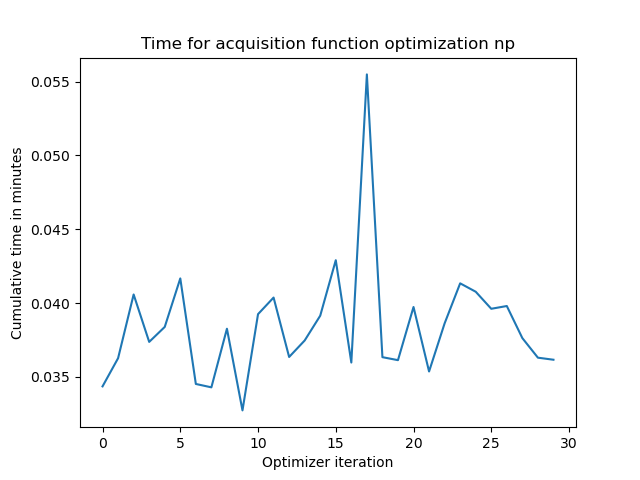 Time for acquisition function optimization np
Cumulative time in minutes
0.055
0.050
0.045
0.040
0.035
0 5 10 15 20 25 30
Optimizer iteration